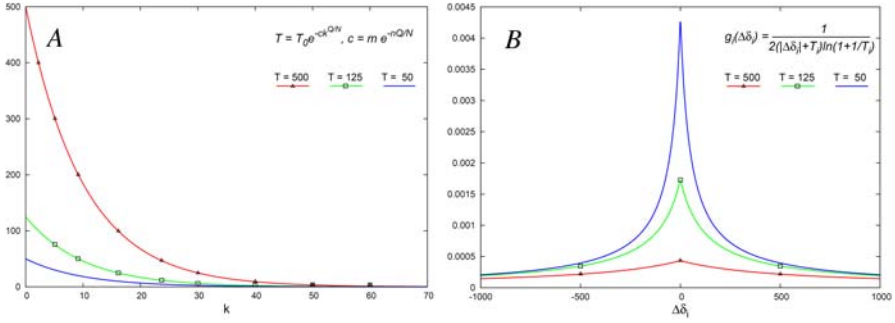 A
T = T₀e^-ck^Q/N, c = m e^-nQ/N
T = 500 T = 125 T = 50
500
400
300
200
100
0
0 10 20 30 40 50 60 70
k
B
gᵢ(Δδᵢ) = 1 / 2(|Δδᵢ|+Tᵢ)ln(1+1/Tᵢ)
T = 500 T = 125 T = 50
0.0045
0.004
0.0035
0.003
0.0025
0.002
0.0015
0.001
0.0005
0
-1000 -500 0 500 1000
Δδᵢ